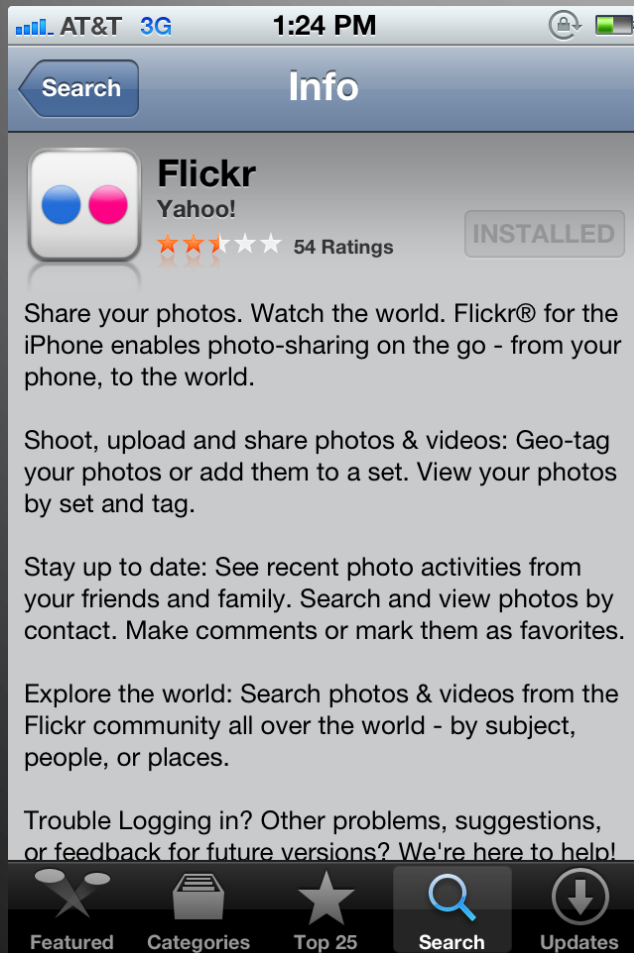 AT&T 3G 1:24 PM
Search Info
Flickr
Yahoo!
54 Ratings INSTALLED
Share your photos. Watch the world. Flickr® for the
iPhone enables photo-sharing on the go - from your
phone, to the world.
Shoot, upload and share photos & videos: Geo-tag
your photos or add them to a set. View your photos
by set and tag.
Stay up to date: See recent photo activities from
your friends and family. Search and view photos by
contact. Make comments or mark them as favorites.
Explore the world: Search photos & videos from the
Flickr community all over the world - by subject,
people, or places.
Trouble Logging in? Other problems, suggestions,
or feedback for future versions? We're here to help!
Featured Categories Top 25 Search Updates